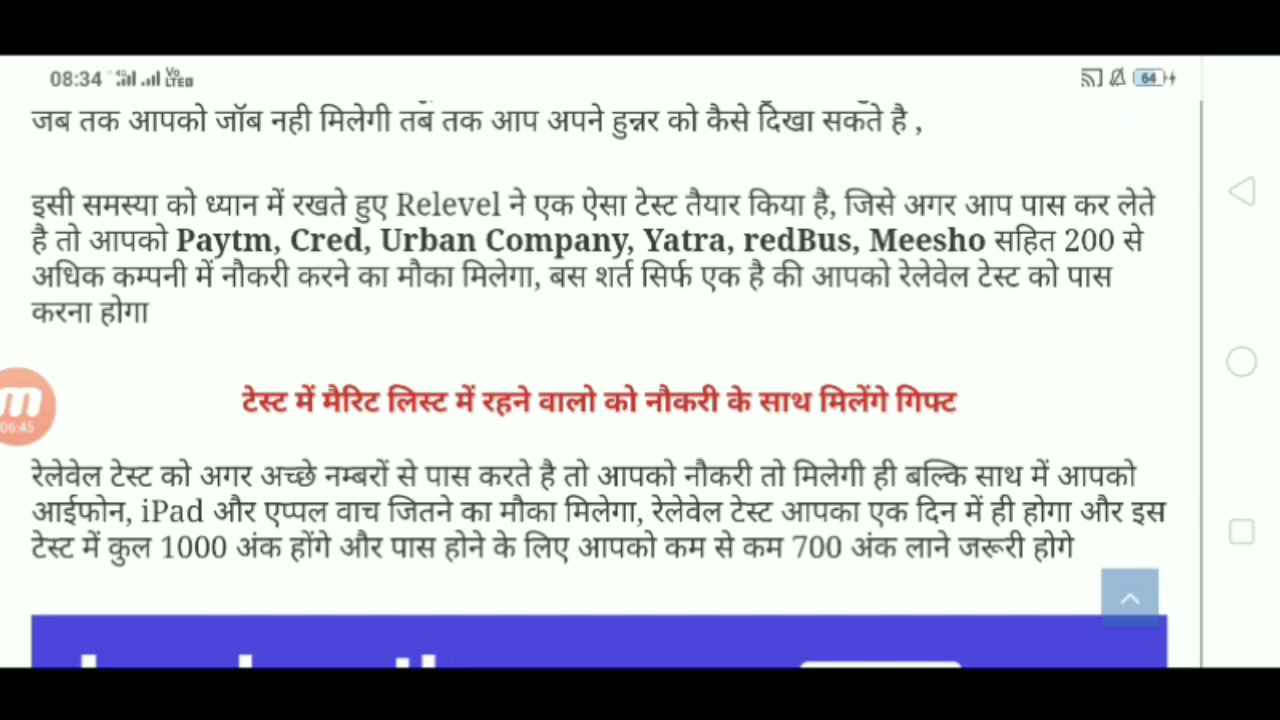 08:34
जब तक आपको जॉब नही मिलेगी तब तक आप अपने हुन्नर को कैसे दिखा सकते है ,
इसी समस्या को ध्यान में रखते हुए Relevel ने एक ऐसा टेस्ट तैयार किया है, जिसे अगर आप पास कर लेते
है तो आपको Paytm, Cred, Urban Company, Yatra, redBus, Meesho सहित 200 से
अधिक कम्पनी में नौकरी करने का मौका मिलेगा, बस शर्त सिर्फ एक है की आपको रेलेवेल टेस्ट को पास
करना होगा
टेस्ट में मैरिट लिस्ट में रहने वालो को नौकरी के साथ मिलेंगे गिफ्ट
06:45
रेलेवेल टेस्ट को अगर अच्छे नम्बरों से पास करते है तो आपको नौकरी तो मिलेगी ही बल्कि साथ में आपको
आईफोन, iPad और एप्पल वाच जितने का मौका मिलेगा, रेलेवेल टेस्ट आपका एक दिन में ही होगा और इस
टेस्ट में कुल 1000 अंक होंगे और पास होने के लिए आपको कम से कम 700 अंक लाने जरूरी होगे